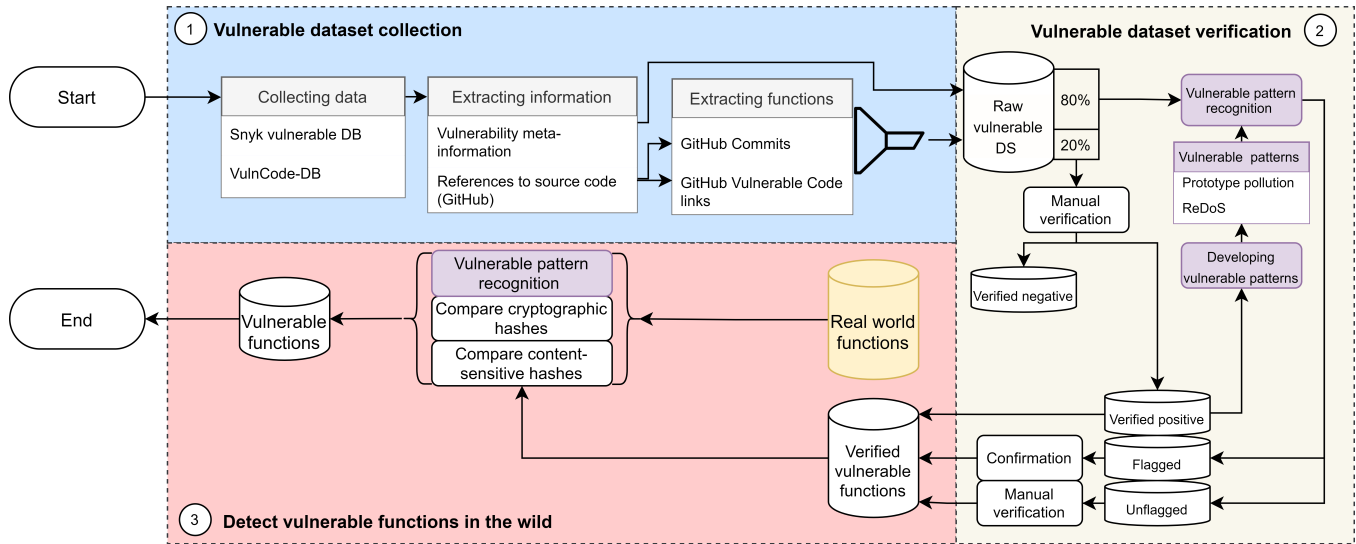 1
Vulnerable dataset collection
Start
Collecting data
Snyk vulnerable DB
VulnCode-DB
Extracting information
Vulnerability meta-
information
References to source code
(GitHub)
Extracting functions
GitHub Commits
GitHub Vulnerable Code
links
Vulnerable dataset verification
2
Raw
vulnerable
DS
80%
20%
Vulnerable pattern
recognition
Vulnerable patterns
Prototype pollution
ReDoS
Developing
vulnerable patterns
Manual
verification
Verified negative
Verified positive
Flagged
Unflagged
Confirmation
Manual
verification
Verified
vulnerable
functions
Real world
functions
Vulnerable pattern
recognition
Compare cryptographic
hashes
Compare content-
sensitive hashes
Vulnerable
functions
End
3
Detect vulnerable functions in the wild